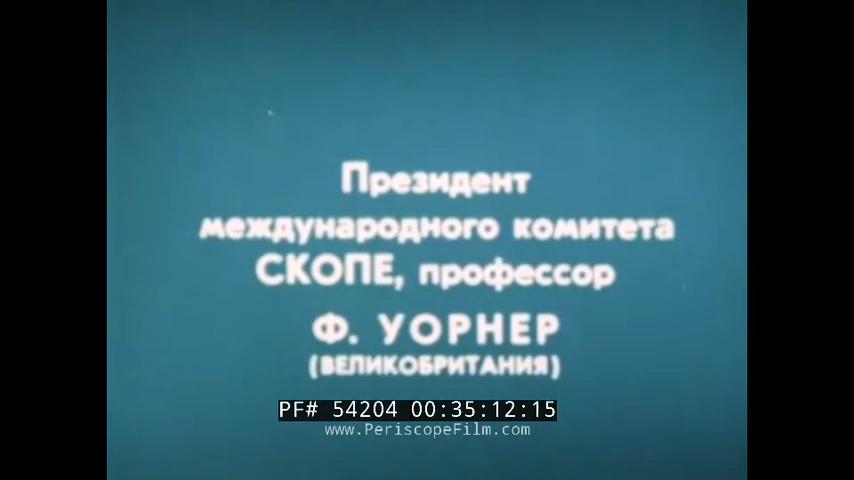 Президент
международного комитета
СКОПЕ, профессор
Ф. УОРНЕР
(ВЕЛИКОБРИТАНИЯ)
PF# 54204 00:35:12:15
www.PeriscopeFilm.com